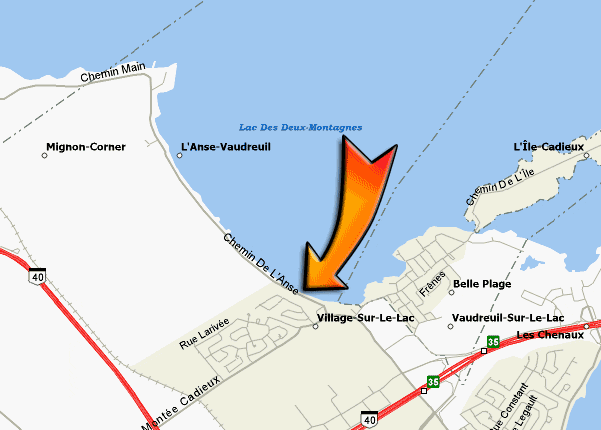 Chemin Main
Lac Des Deux-Montagnes
Mignon-Corner
L'Anse-Vaudreuil
L'Île-Cadieux
Chemin De L'Île
Chemin De L'Anse
40
Frênes
Belle Plage
Village-Sur-Le-Lac
Vaudreuil-Sur-Le-Lac
Rue Larivée
Les Chenaux
35
35
Montée Cadieux
Rue Constant
Legault
40